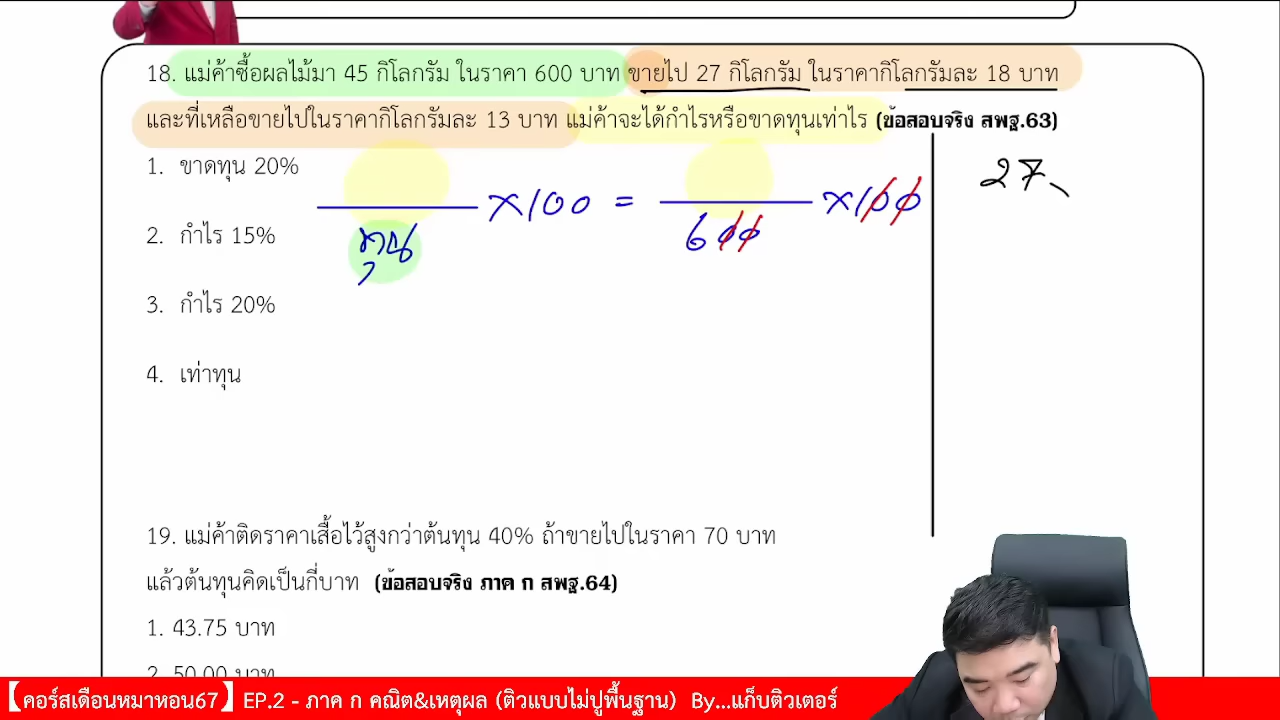 18. แม่ค้าซื้อผลไม้มา 45 กิโลกรัม ในราคา 600 บาท ขายไป 27 กิโลกรัม ในราคากิโลกรัมละ 18 บาท
และที่เหลือขายไปในราคากิโลกรัมละ 13 บาท แม่ค้าจะได้กำไรหรือขาดทุนเท่าไร (ข้อสอบจริง สพฐ.63)
1. ขาดทุน 20%
2. กำไร 15%
3. กำไร 20%
4. เท่าทุน
ทุน ×100 = 600 ×100
27
19. แม่ค้าติดราคาเสื้อไว้สูงกว่าต้นทุน 40% ถ้าขายไปในราคา 70 บาท
แล้วต้นทุนคิดเป็นกี่บาท (ข้อสอบจริง ภาค ก สพฐ.64)
1. 43.75 บาท
2. 50.00 บาท
【คอร์สเดือนหมาหอน67】 EP.2 - ภาค ก คณิต&เหตุผล (ติวแบบไม่ปูพื้นฐาน) By...แก็บติวเตอร์